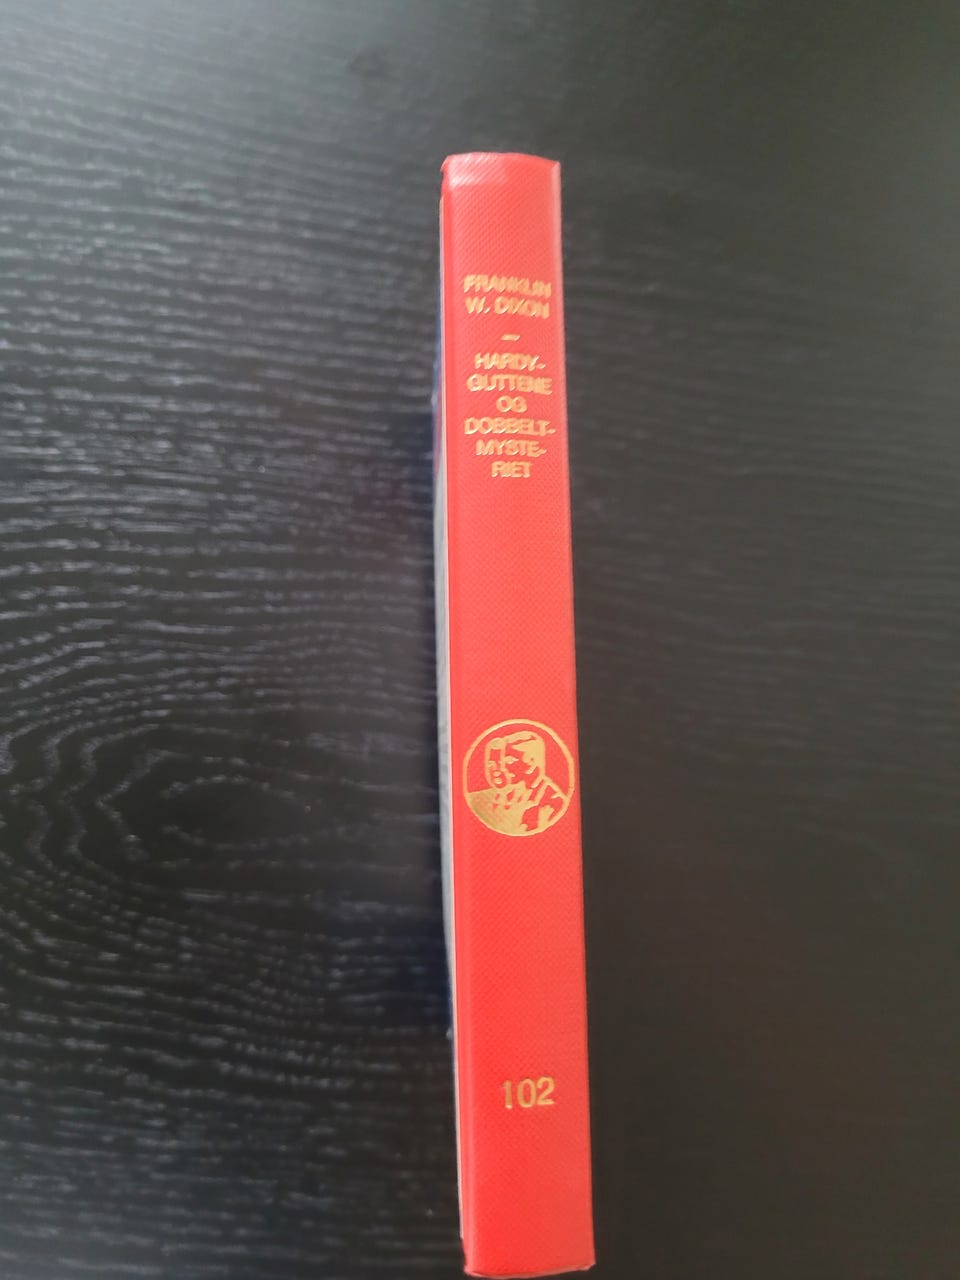 FRANKLIN
W. DIXON
–
HARDY-
GUTTENE
OG
DOBBELT-
MYSTE-
RIET
102